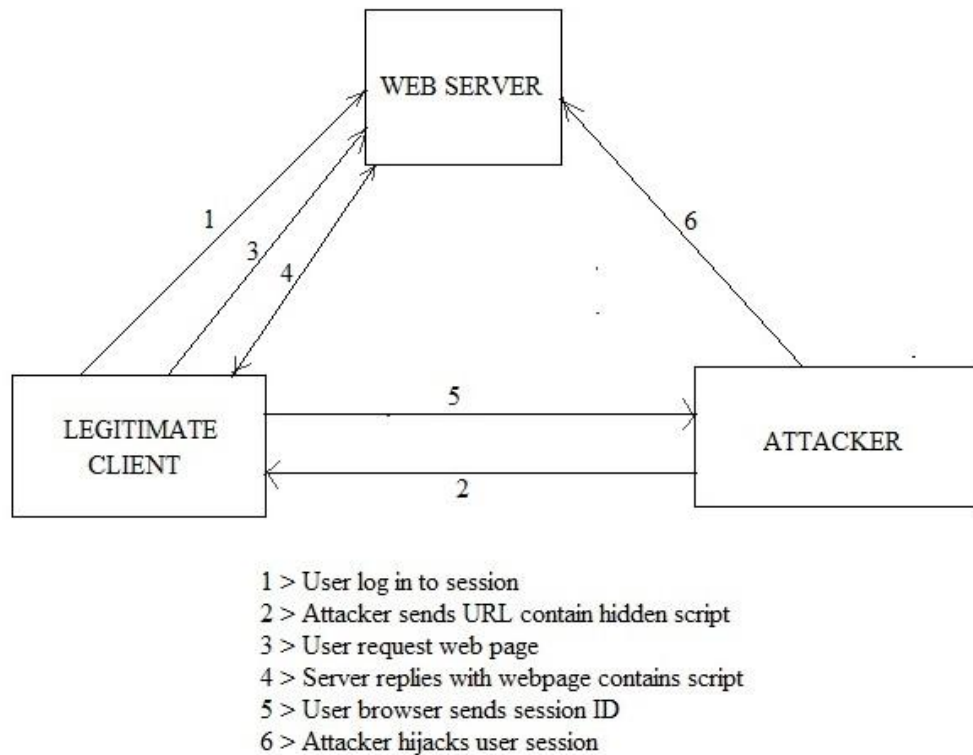 WEB SERVER
1
3
4
6
LEGITIMATE
CLIENT
5
2
ATTACKER
1 > User log in to session
2 > Attacker sends URL contain hidden script
3 > User request web page
4 > Server replies with webpage contains script
5 > User browser sends session ID
6 > Attacker hijacks user session